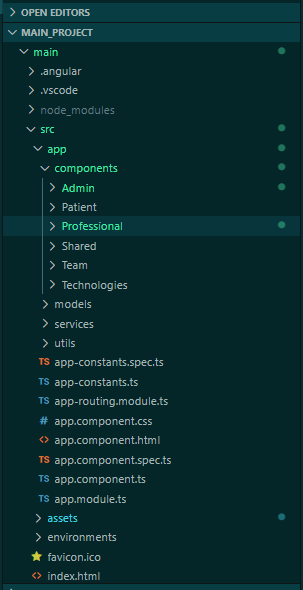 OPEN EDITORS
MAIN_PROJECT
main
.angular
.vscode
node_modules
src
app
components
Admin
Patient
Professional
Shared
Team
Technologies
models
services
utils
TS app-constants.spec.ts
TS app-constants.ts
TS app-routing.module.ts
# app.component.css
<> app.component.html
TS app.component.spec.ts
TS app.component.ts
TS app.module.ts
assets
environments
favicon.ico
<> index.html